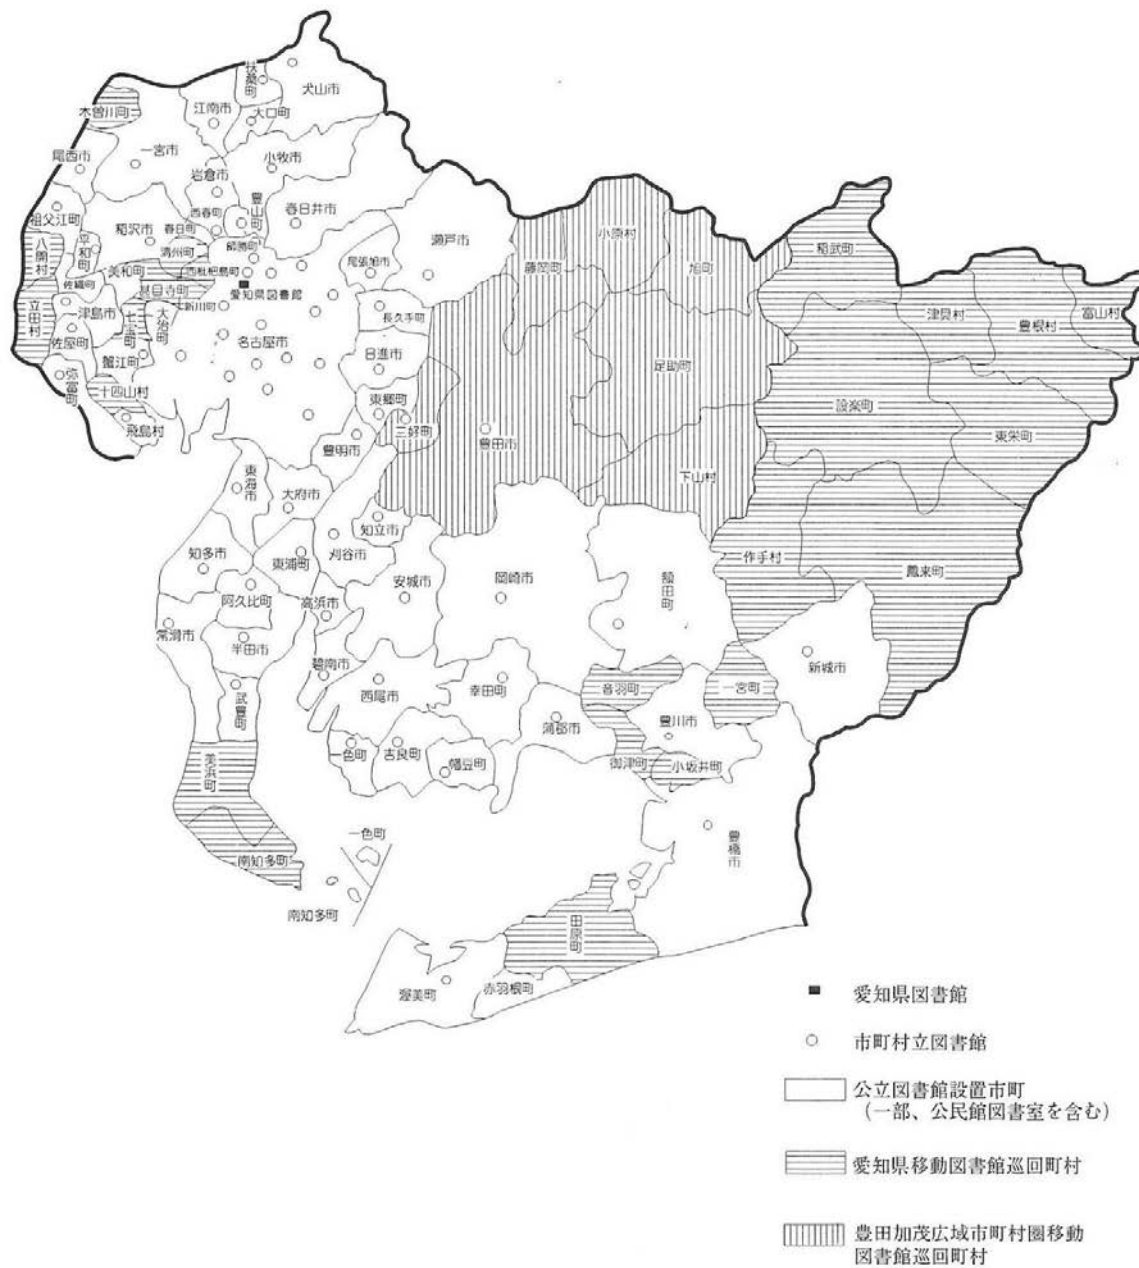 扶桑町
犬山市
木曽川町
江南市
大口町
尾西市
一宮市
岩倉市
小牧市
祖父江町
稲沢市
西春町
春日町
豊山町
春日井市
瀬戸市
小原村
藤岡町
旭町
稲武町
八開村
平和町
清州町
師勝町
西枇杷島町
尾張旭市
佐織町
美和町
甚目寺町
愛知県図書館
津具村
豊根村
富山村
立田村
津島市
七宝町
大治町
新川町
長久手町
佐屋町
蟹江町
名古屋市
日進市
足助町
弥富町
十四山村
東郷町
三好町
設楽町
飛島村
豊明市
豊田市
東栄町
下山村
東海市
大府市
知立市
知多市
東浦町
刈谷市
安城市
岡崎市
額田町
作手村
鳳来町
阿久比町
高浜市
常滑市
半田市
碧南市
新城市
武豊町
西尾市
幸田町
音羽町
一宮町
蒲郡市
豊川市
美浜町
一色町
吉良町
幡豆町
御津町
小坂井町
一色町
豊橋市
南知多町
南知多町
田原町
渥美町
赤羽根町
愛知県図書館
市町村立図書館
公立図書館設置市町
(一部、公民館図書室を含む)
愛知県移動図書館巡回町村
豊田加茂広域市町村圏移動
図書館巡回町村